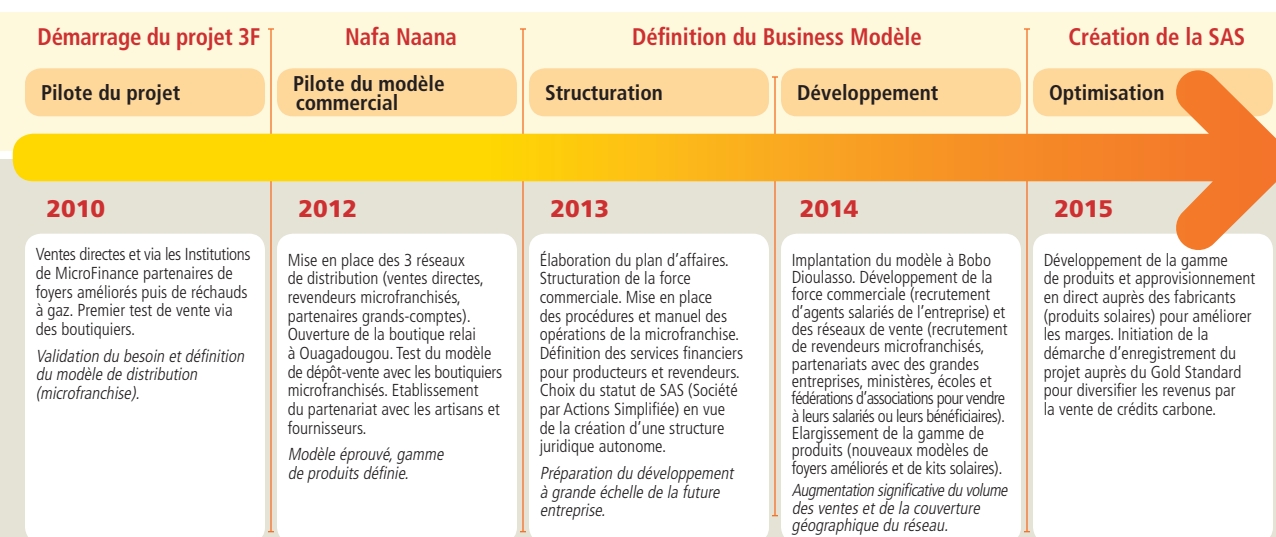 Démarrage du projet 3F
Nafa Naana
Définition du Business Modèle
Création de la SAS
Pilote du projet
Pilote du modèle
commercial
Structuration
Développement
Optimisation
2010
Ventes directes et via les Institutions
de MicroFinance partenaires de
foyers améliorés puis de réchauds
à gaz. Premier test de vente via
des boutiquiers.
Validation du besoin et définition
du modèle de distribution
(microfranchise).
2012
Mise en place des 3 réseaux
de distribution (ventes directes,
revendeurs microfranchisés,
partenaires grands-comptes).
Ouverture de la boutique relai
à Ouagadougou. Test du modèle
de dépôt-vente avec les boutiquiers
microfranchisés. Etablissement
du partenariat avec les artisans et
fournisseurs.
Modèle éprouvé, gamme
de produits définie.
2013
Élaboration du plan d'affaires.
Structuration de la force
commerciale. Mise en place
des procédures et manuel des
opérations de la microfranchise.
Définition des services financiers
pour producteurs et revendeurs.
Choix du statut de SAS (Société
par Actions Simplifiée) en vue
de la création d'une structure
juridique autonome.
Préparation du développement
à grande échelle de la future
entreprise.
2014
Implantation du modèle à Bobo
Dioulasso. Développement de la
force commerciale (recrutement
d'agents salariés de l'entreprise) et
des réseaux de vente (recrutement
de revendeurs microfranchisés,
partenariats avec des grandes
entreprises, ministères, écoles et
fédérations d'associations pour vendre
à leurs salariés ou leurs bénéficiaires).
Elargissement de la gamme de
produits (nouveaux modèles de
foyers améliorés et de kits solaires).
Augmentation significative du volume
des ventes et de la couverture
géographique du réseau.
2015
Développement de la gamme
de produits et approvisionnement
en direct auprès des fabricants
(produits solaires) pour améliorer
les marges. Initiation de la
démarche d'enregistrement du
projet auprès du Gold Standard
pour diversifier les revenus par
la vente de crédits carbone.